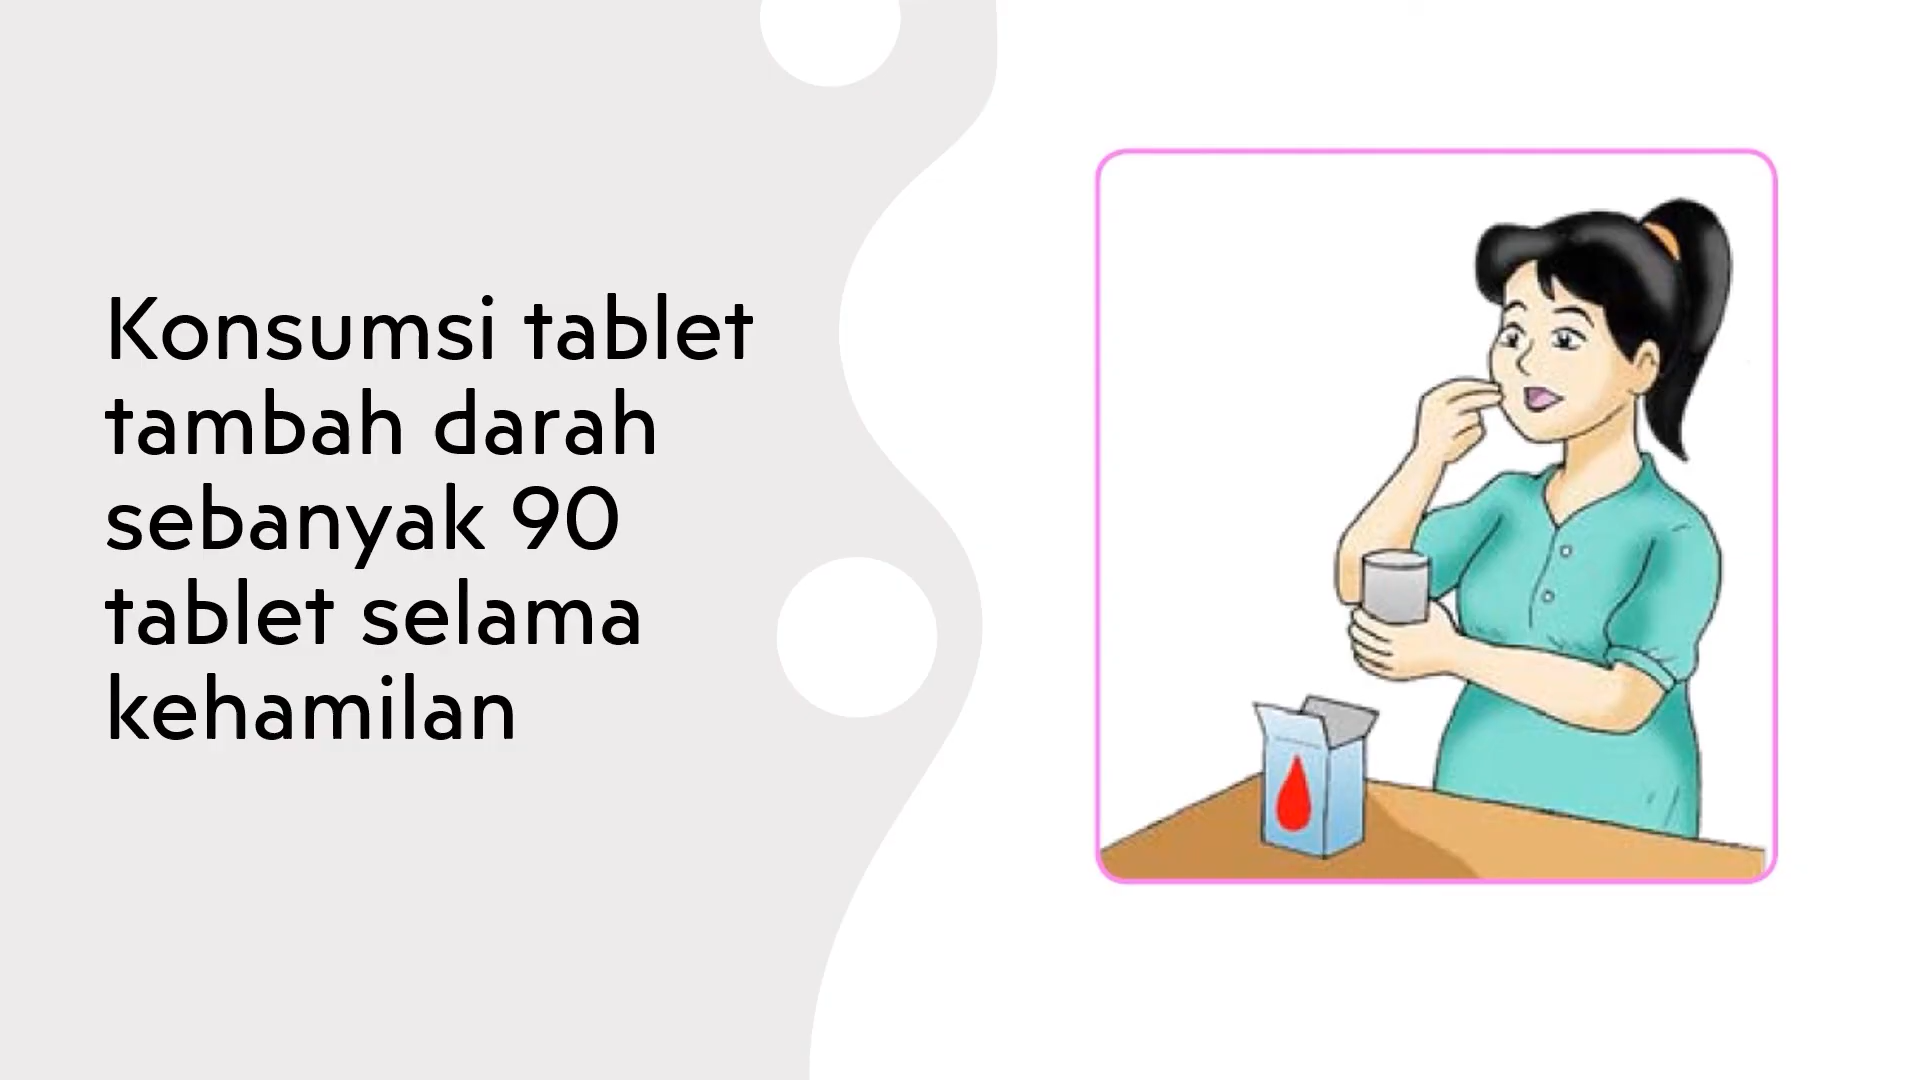 Konsumsi tablet
tambah darah
sebanyak 90
tablet selama
kehamilan